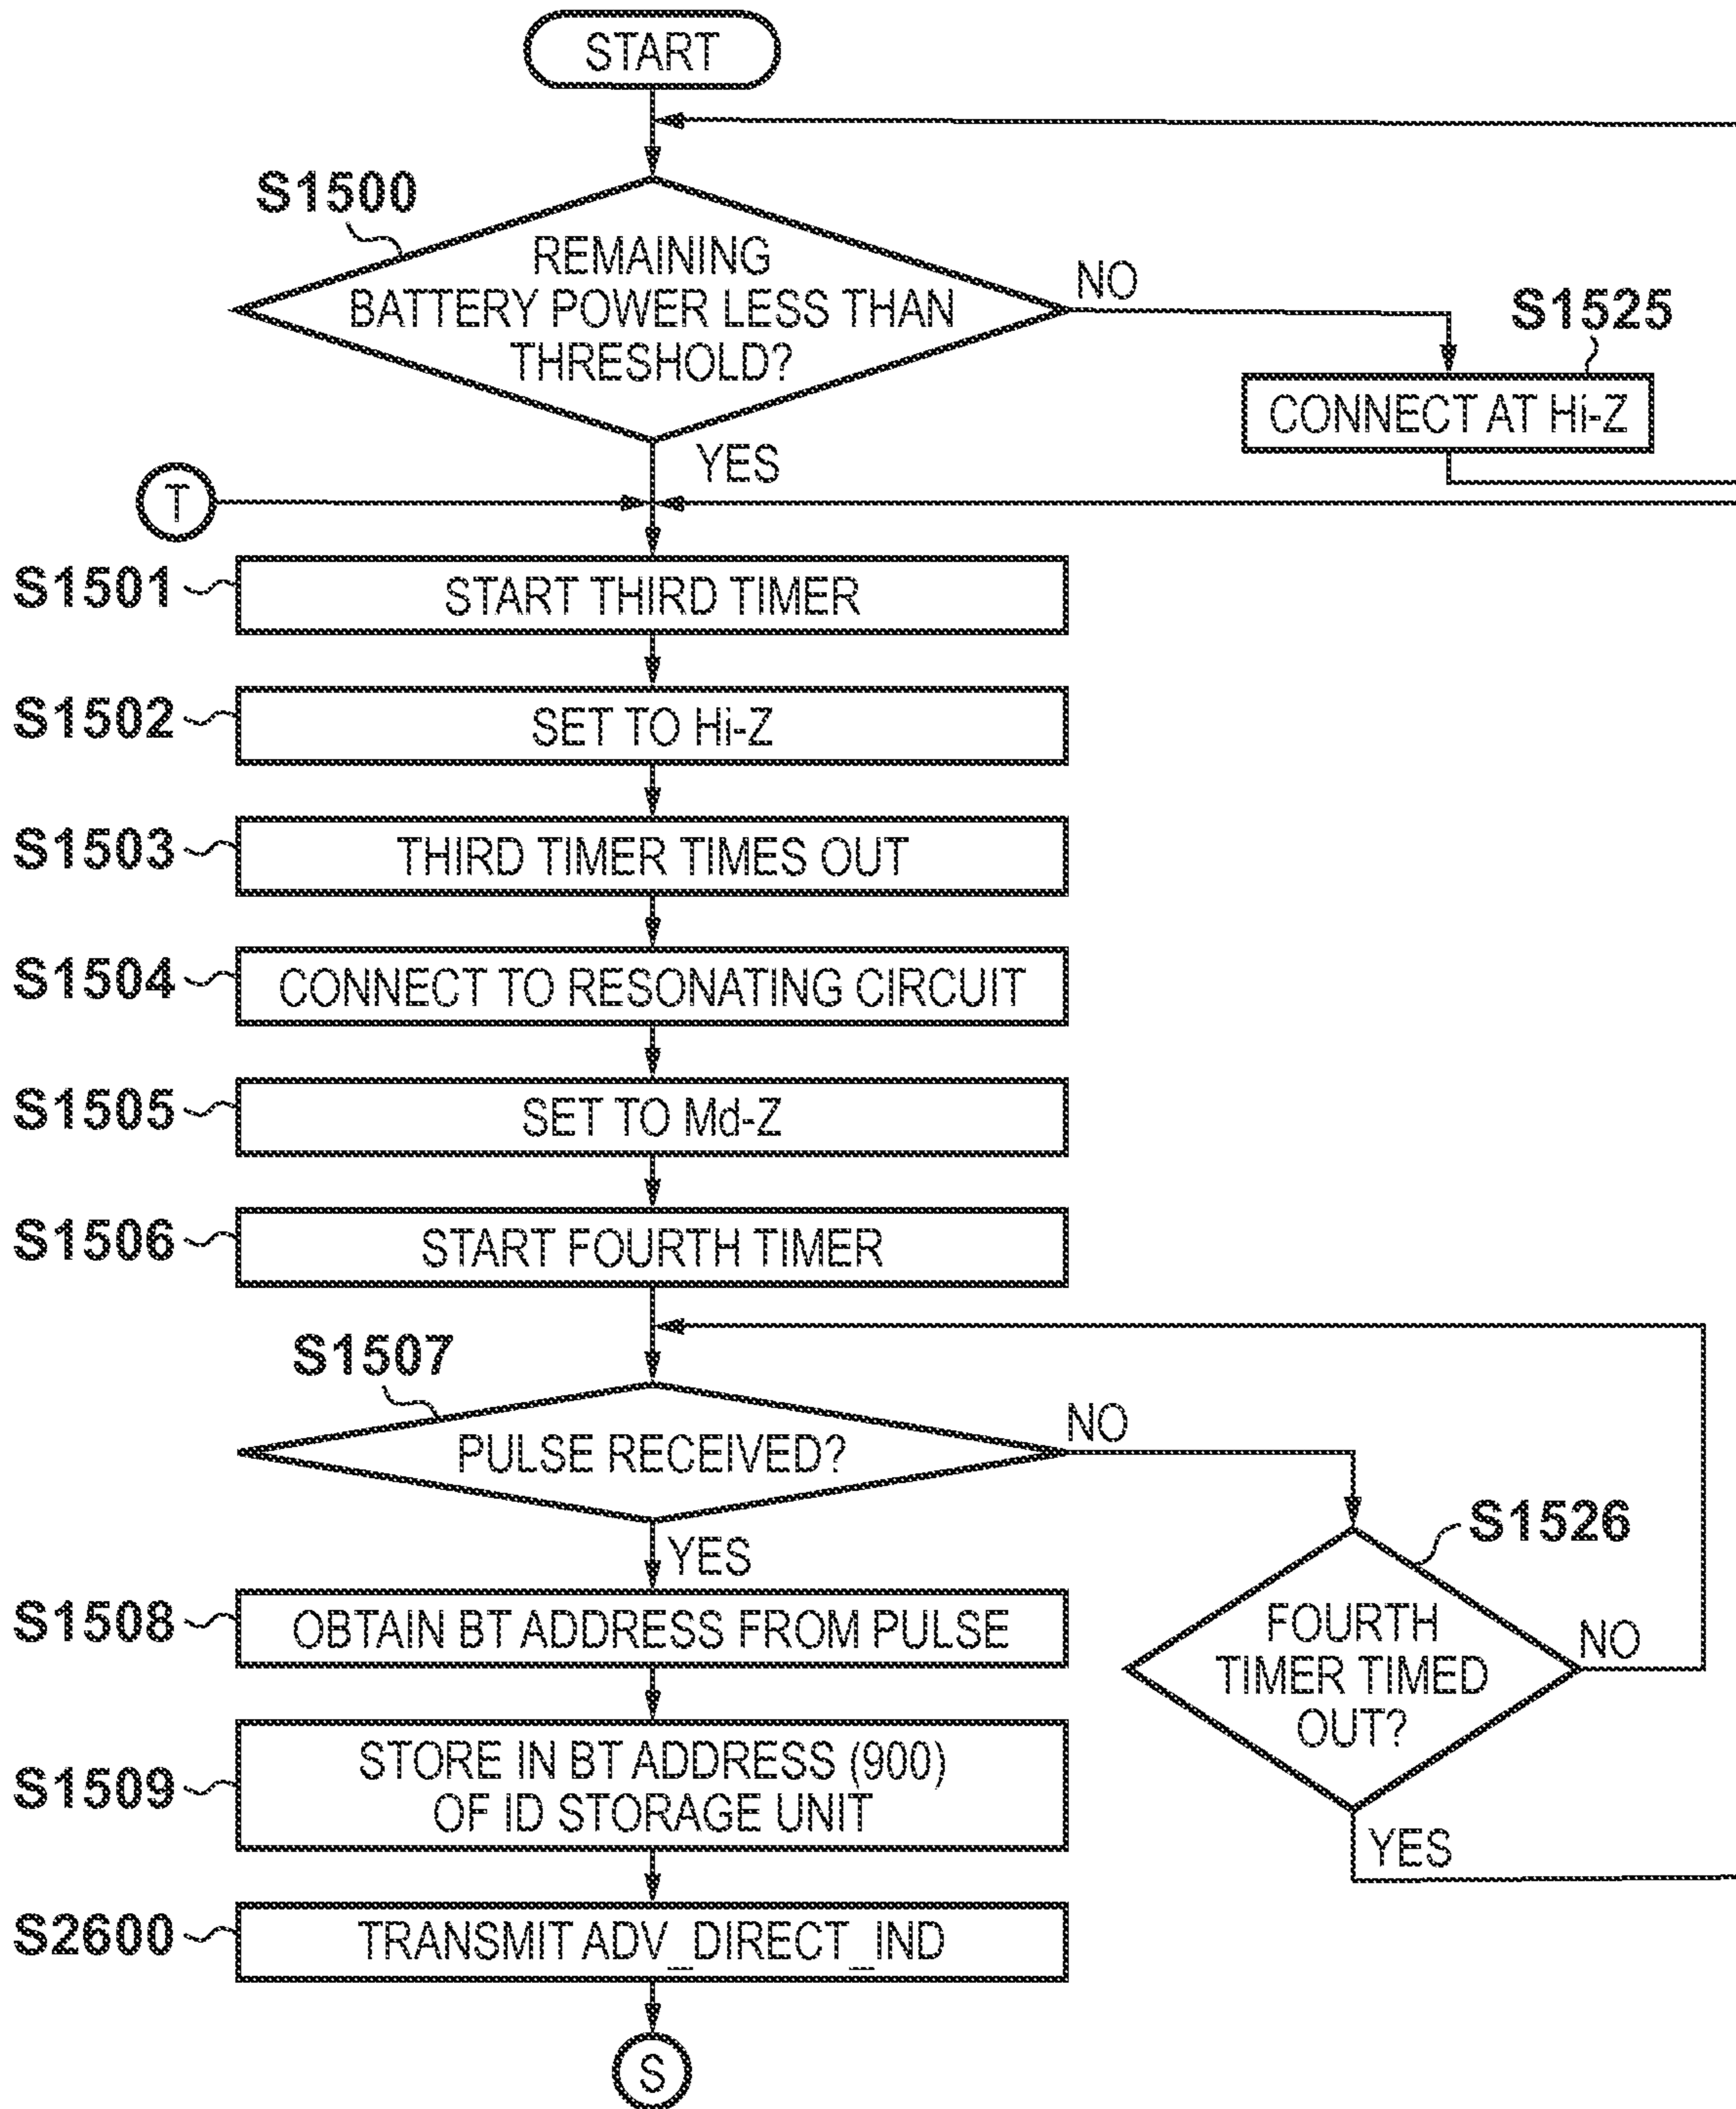 START
S1500
REMAINING
BATTERY POWER LESS THAN
THRESHOLD?
NO
S1525
CONNECT AT Hi-Z
YES
T
S1501
START THIRD TIMER
S1502
SET TO Hi-Z
S1503
THIRD TIMER TIMES OUT
S1504
CONNECT TO RESONATING CIRCUIT
S1505
SET TO Md-Z
S1506
START FOURTH TIMER
S1507
PULSE RECEIVED?
NO
YES
S1526
FOURTH
TIMER TIMED
OUT?
NO
YES
S1508
OBTAIN BT ADDRESS FROM PULSE
S1509
STORE IN BT ADDRESS (900)
OF ID STORAGE UNIT
S2600
TRANSMIT ADV_DIRECT_IND
S